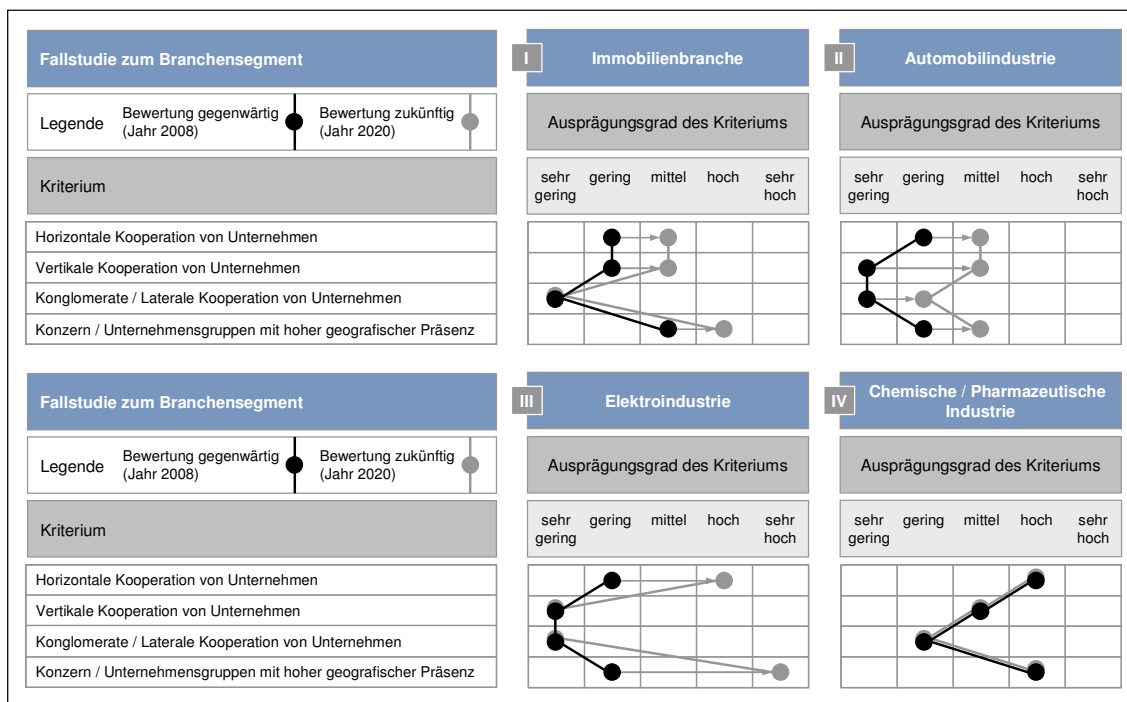 Fallstudie zum Branchensegment
I
Immobilienbranche
II
Automobilindustrie
Legende
Bewertung gegenwärtig
(Jahr 2008)
Bewertung zukünftig
(Jahr 2020)
Ausprägungsgrad des Kriteriums
Ausprägungsgrad des Kriteriums
Kriterium
sehr gering
gering
mittel
hoch
sehr hoch
sehr gering
gering
mittel
hoch
sehr hoch
Horizontale Kooperation von Unternehmen
Vertikale Kooperation von Unternehmen
Konglomerate / Laterale Kooperation von Unternehmen
Konzern / Unternehmensgruppen mit hoher geografischer Präsenz
Fallstudie zum Branchensegment
III
Elektroindustrie
IV
Chemische / Pharmazeutische
Industrie
Legende
Bewertung gegenwärtig
(Jahr 2008)
Bewertung zukünftig
(Jahr 2020)
Ausprägungsgrad des Kriteriums
Ausprägungsgrad des Kriteriums
Kriterium
sehr gering
gering
mittel
hoch
sehr hoch
sehr gering
gering
mittel
hoch
sehr hoch
Horizontale Kooperation von Unternehmen
Vertikale Kooperation von Unternehmen
Konglomerate / Laterale Kooperation von Unternehmen
Konzern / Unternehmensgruppen mit hoher geografischer Präsenz